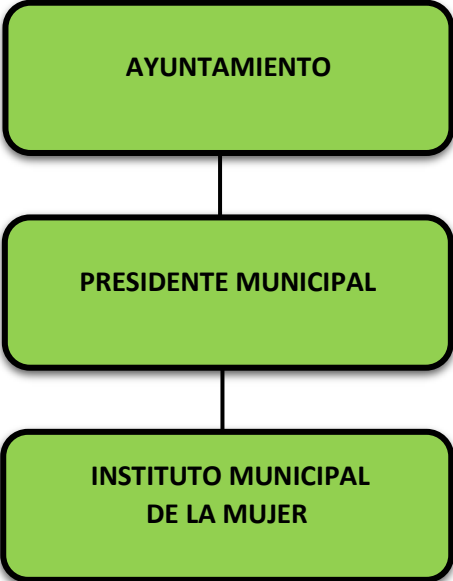 AYUNTAMIENTO
PRESIDENTE MUNICIPAL
INSTITUTO MUNICIPAL
DE LA MUJER